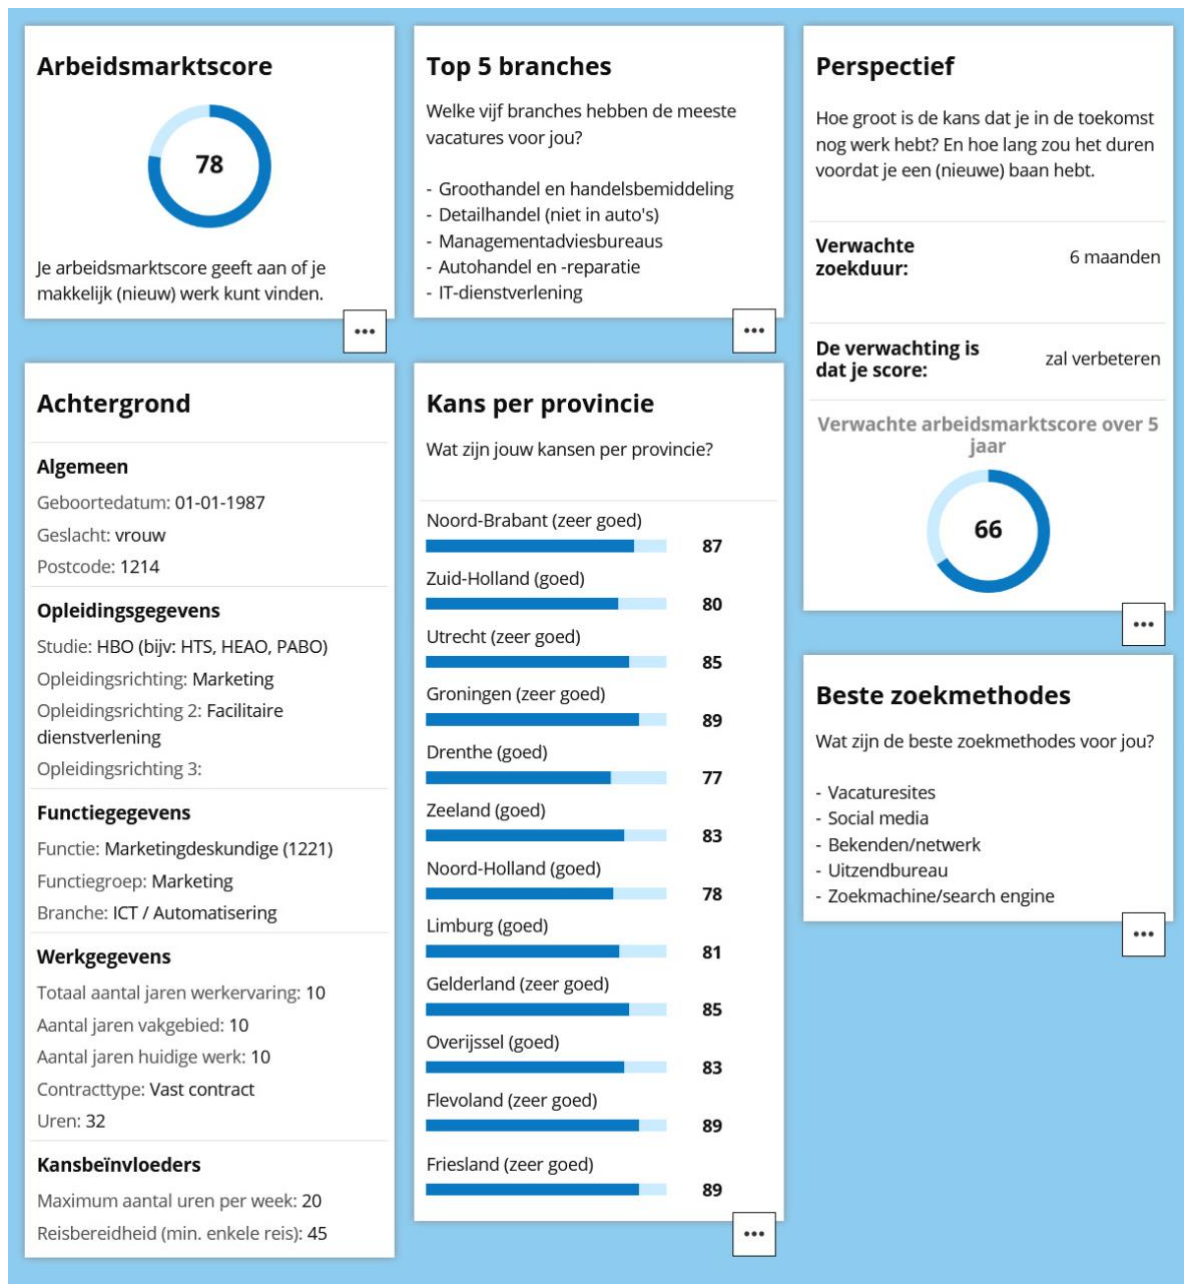 Arbeidsmarktscore
78
Je arbeidsmarktscore geeft aan of je
makkelijk (nieuw) werk kunt vinden.
Top 5 branches
Welke vijf branches hebben de meeste
vacatures voor jou?
- Groothandel en handelsbemiddeling
- Detailhandel (niet in auto's)
- Managementadviesbureaus
- Autohandel en -reparatie
- IT-dienstverlening
Perspectief
Hoe groot is de kans dat je in de toekomst
nog werk hebt? En hoe lang zou het duren
voordat je een (nieuwe) baan hebt.
Verwachte
zoekduur:
6 maanden
De verwachting is
dat je score:
zal verbeteren
Verwachte arbeidsmarktscore over 5
jaar
66
Achtergrond
Algemeen
Geboortedatum: 01-01-1987
Geslacht: vrouw
Postcode: 1214
Opleidingsgegevens
Studie: HBO (bijv: HTS, HEAO, PABO)
Opleidingsrichting: Marketing
Opleidingsrichting 2: Facilitaire
dienstverlening
Opleidingsrichting 3:
Functiegegevens
Functie: Marketingdeskundige (1221)
Functiegroep: Marketing
Branche: ICT / Automatisering
Werkgegevens
Totaal aantal jaren werkervaring: 10
Aantal jaren vakgebied: 10
Aantal jaren huidige werk: 10
Contracttype: Vast contract
Uren: 32
Kansbeïnvloeders
Maximum aantal uren per week: 20
Reisbereidheid (min. enkele reis): 45
Kans per provincie
Wat zijn jouw kansen per provincie?
Noord-Brabant (zeer goed)
87
Zuid-Holland (goed)
80
Utrecht (zeer goed)
85
Groningen (zeer goed)
89
Drenthe (goed)
77
Zeeland (goed)
83
Noord-Holland (goed)
78
Limburg (goed)
81
Gelderland (zeer goed)
85
Overijssel (goed)
83
Flevoland (zeer goed)
89
Friesland (zeer goed)
89
Beste zoekmethodes
Wat zijn de beste zoekmethodes voor jou?
- Vacaturesites
- Social media
- Bekenden/netwerk
- Uitzendbureau
- Zoekmachine/search engine